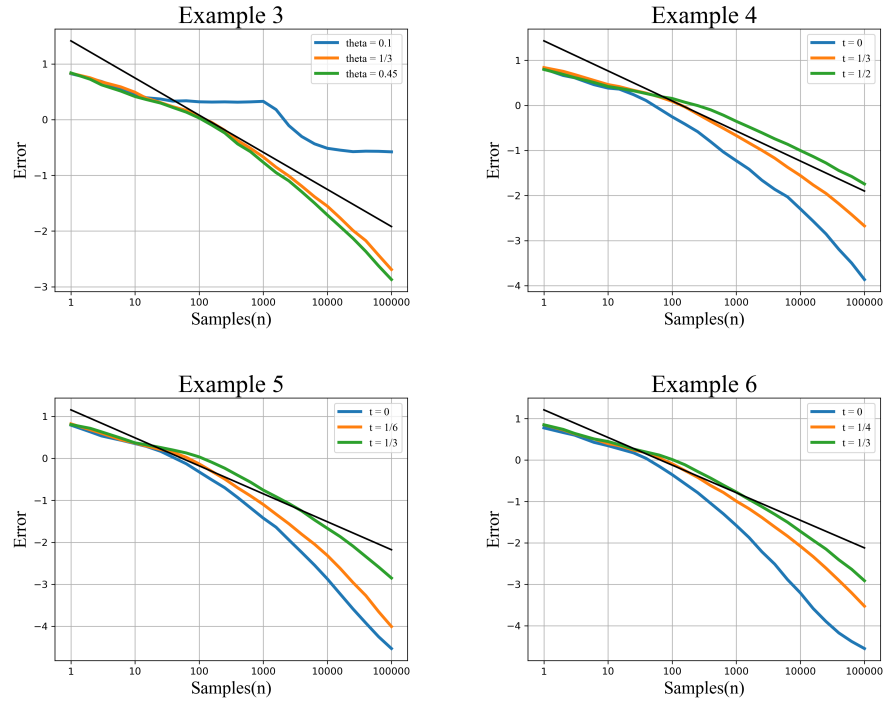 Example 3
Error
1
0
−1
−2
−3
theta = 0.1
theta = 1/3
theta = 0.45
1 10 100 1000 10000 100000
Samples(n)
Example 4
Error
1
0
−1
−2
−3
−4
t = 0
t = 1/3
t = 1/2
1 10 100 1000 10000 100000
Samples(n)
Example 5
Error
1
0
−1
−2
−3
−4
t = 0
t = 1/6
t = 1/3
1 10 100 1000 10000 100000
Samples(n)
Example 6
Error
1
0
−1
−2
−3
−4
t = 0
t = 1/4
t = 1/3
1 10 100 1000 10000 100000
Samples(n)